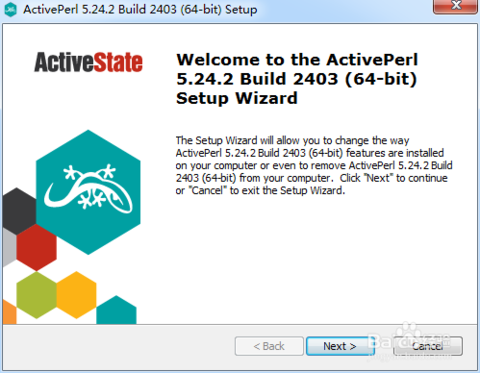 ActivePerl 5.24.2 Build 2403 (64-bit) Setup
ActiveState
Welcome to the ActivePerl
5.24.2 Build 2403 (64-bit)
Setup Wizard
The Setup Wizard will allow you to change the way
ActivePerl 5.24.2 Build 2403 (64-bit) features are installed
on your computer or even to remove ActivePerl 5.24.2 Build
2403 (64-bit) from your computer. Click "Next" to continue
or "Cancel" to exit the Setup Wizard.
< Back
Next >
Cancel